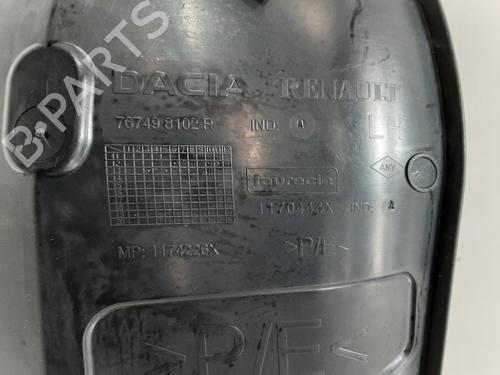 DACIA RENAULT
76749 8102 R IND: A LH
ANY
faurecia
1170444X IND: A
MP: 1174226X >P/E<
>P/E<
B-PARTS